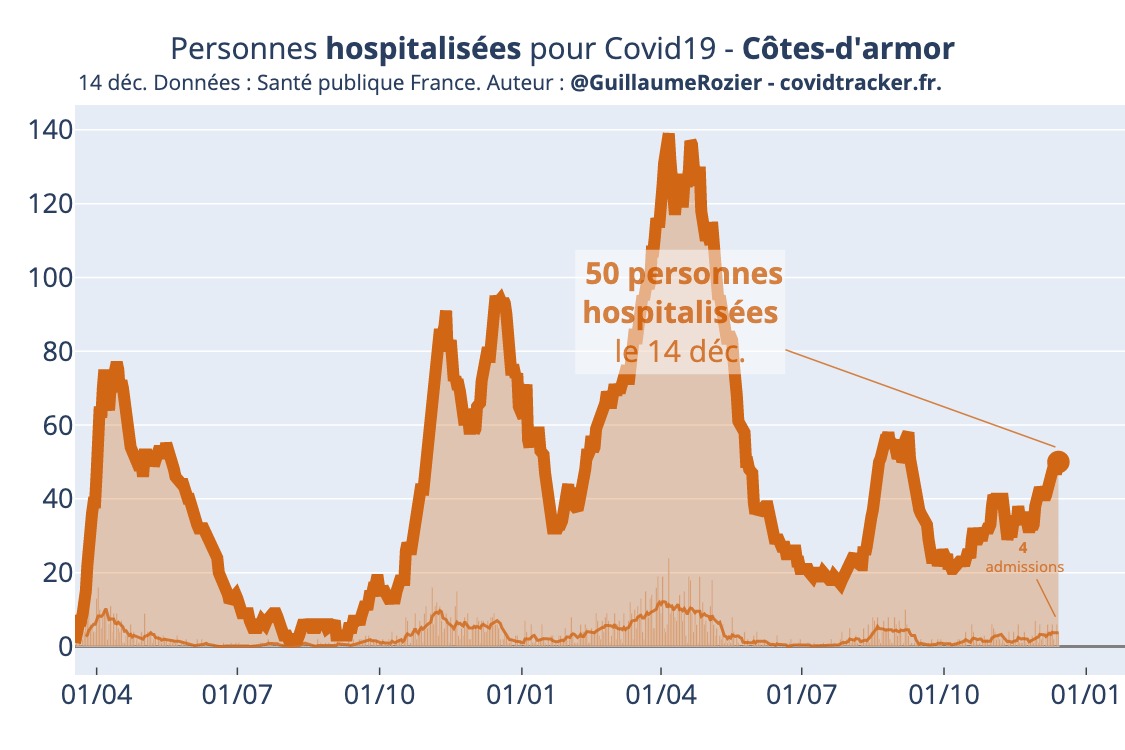 Personnes hospitalisées pour Covid19 - Côtes-d'armor
14 déc. Données : Santé publique France. Auteur : @GuillaumeRozier - covidtracker.fr.
140
120
100
80
60
40
20
0
50 personnes
hospitalisées
le 14 déc.
4
admissions
01/04 01/07 01/10 01/01 01/04 01/07 01/10 01/01